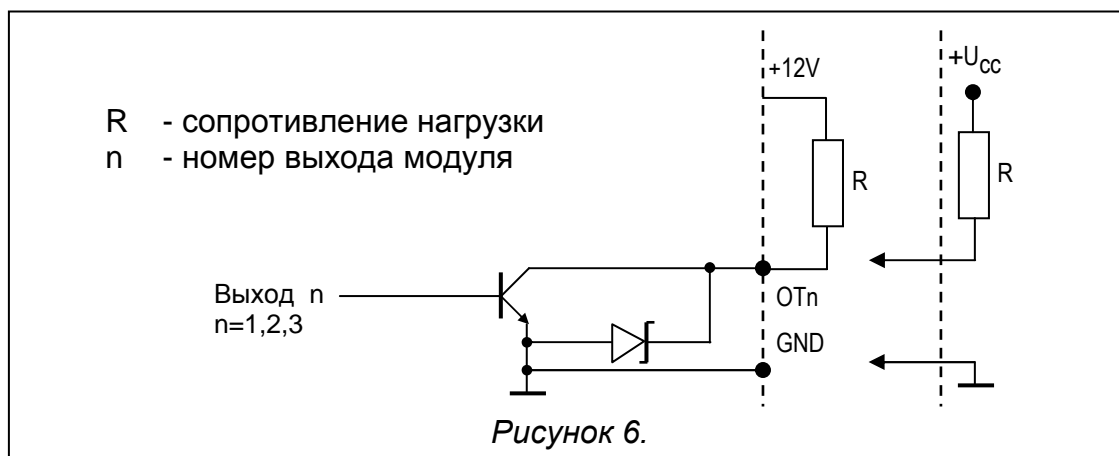 +12V
+Ucc
R - сопротивление нагрузки
n - номер выхода модуля
R
R
Выход n
n=1,2,3
OTn
GND
Рисунок 6.